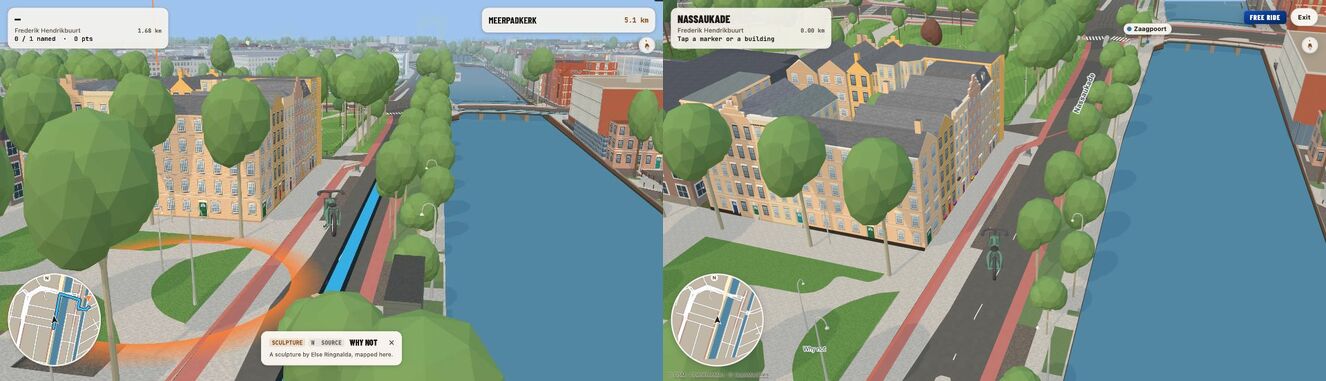 —
Frederik Hendrikbuurt
1.68 km
0 / 1 named · 0 pts
MEERPADKERK
5.1 km
N
SCULPTURE
W SOURCE
WHY NOT
×
A sculpture by Else Ringnalda, mapped here.
NASSAUKADE
Frederik Hendrikbuurt
0.00 km
Tap a marker or a building
FREE RIDE
Exit
Zaagpoort
Nassaukade
N
Why not